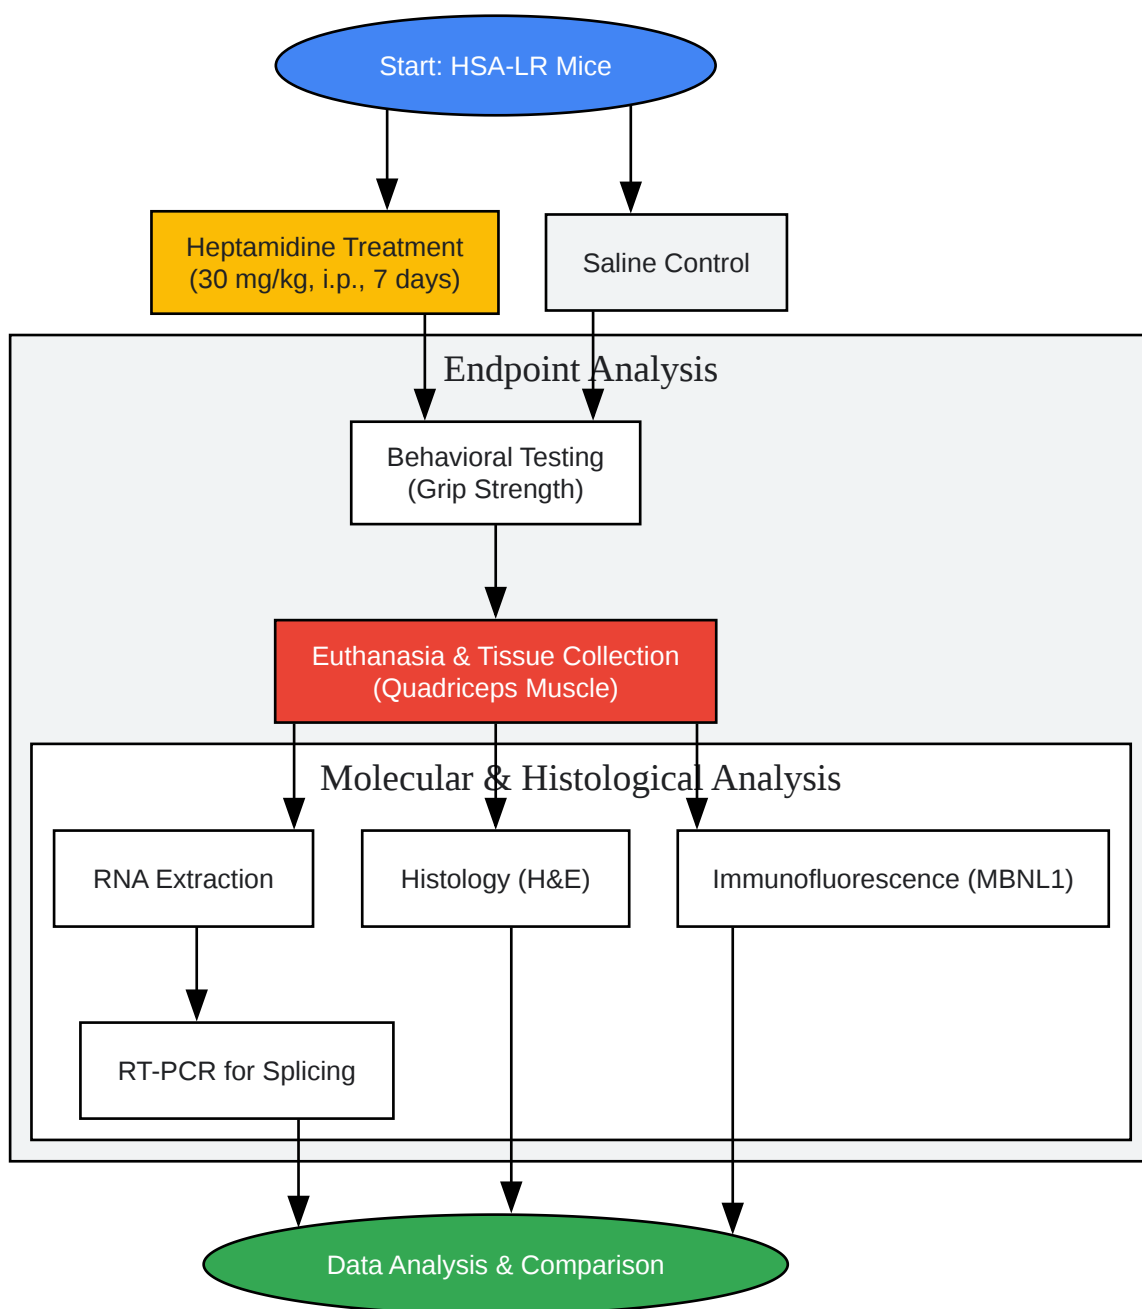 Start: HSA-LR Mice
Heptamidine Treatment
(30 mg/kg, i.p., 7 days)
Saline Control
Endpoint Analysis
Behavioral Testing
(Grip Strength)
Euthanasia & Tissue Collection
(Quadriceps Muscle)
Molecular & Histological Analysis
RNA Extraction
Histology (H&E)
Immunofluorescence (MBNL1)
RT-PCR for Splicing
Data Analysis & Comparison